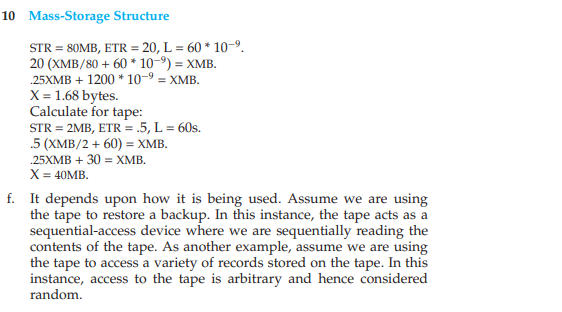 10 Mass-Storage Structure
STR = 80MB, ETR = 20, L = 60 * 10⁻⁹.
20 (XMB/80 + 60 * 10⁻⁹) = XMB.
.25XMB + 1200 * 10⁻⁹ = XMB.
X = 1.68 bytes.
Calculate for tape:
STR = 2MB, ETR = .5, L = 60s.
.5 (XMB/2 + 60) = XMB.
.25XMB + 30 = XMB.
X = 40MB.
f. It depends upon how it is being used. Assume we are using
the tape to restore a backup. In this instance, the tape acts as a
sequential-access device where we are sequentially reading the
contents of the tape. As another example, assume we are using
the tape to access a variety of records stored on the tape. In this
instance, access to the tape is arbitrary and hence considered
random.